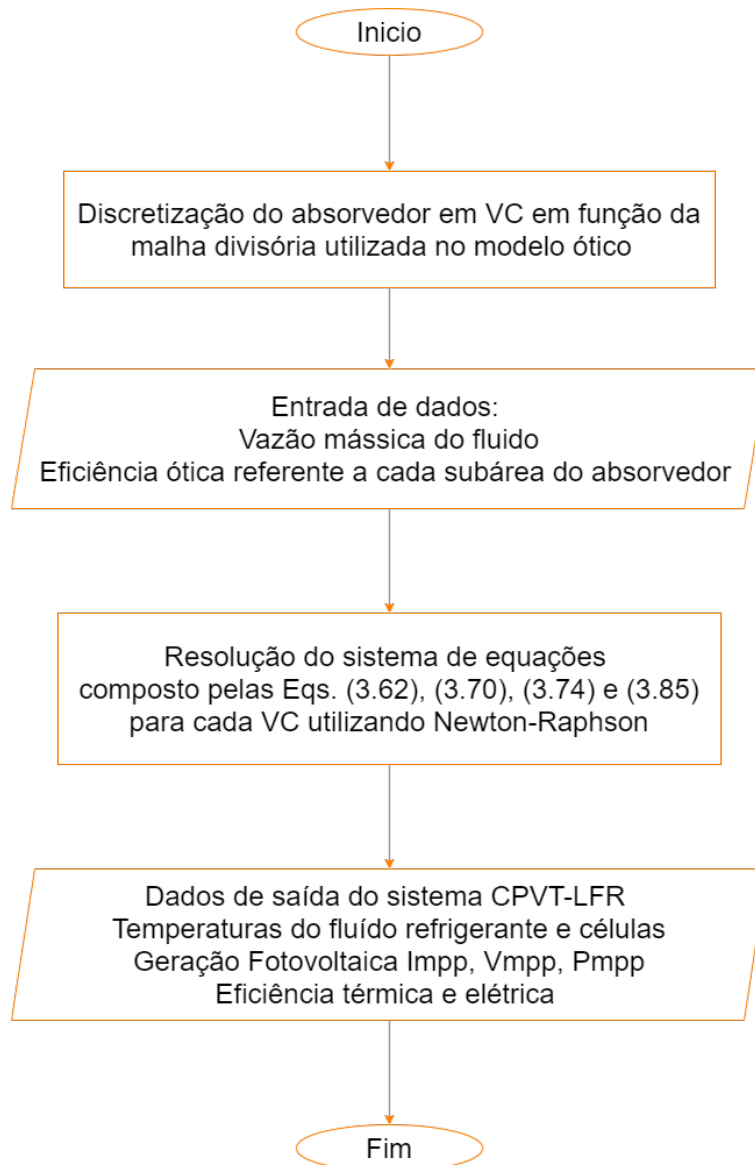 Inicio
Discretização do absorvedor em VC em função da
malha divisória utilizada no modelo ótico
Entrada de dados:
Vazão mássica do fluido
Eficiência ótica referente a cada subárea do absorvedor
Resolução do sistema de equações
composto pelas Eqs. (3.62), (3.70), (3.74) e (3.85)
para cada VC utilizando Newton-Raphson
Dados de saída do sistema CPVT-LFR
Temperaturas do fluído refrigerante e células
Geração Fotovoltaica Impp, Vmpp, Pmpp
Eficiência térmica e elétrica
Fim